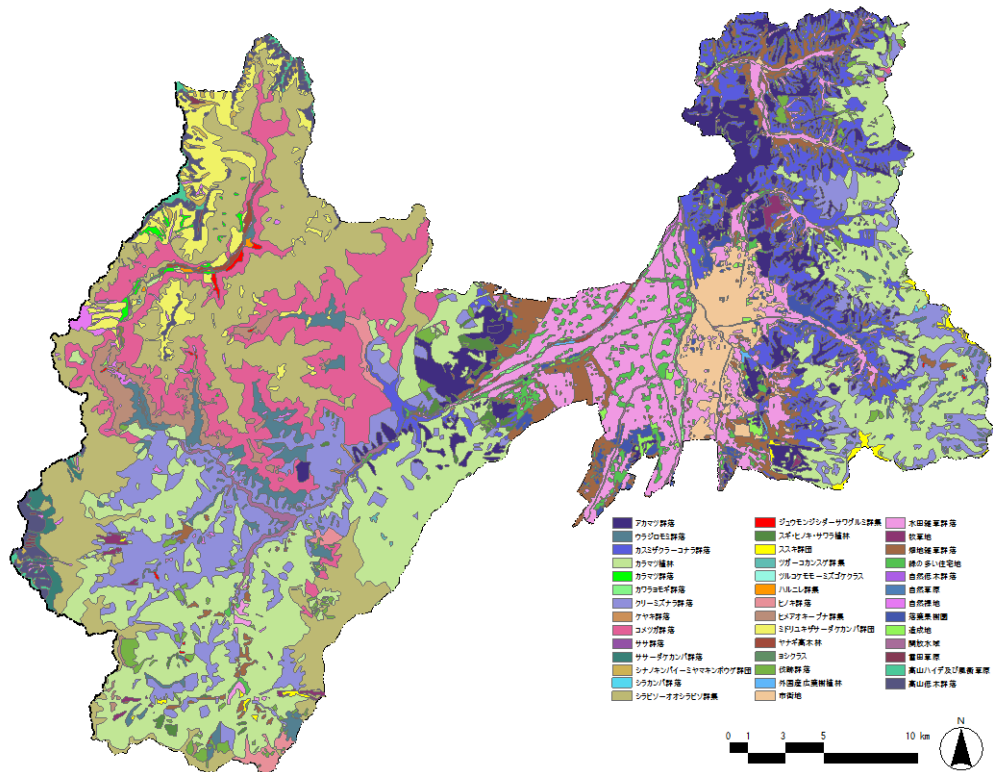 アカマツ群落
ウラジロモミ群落
カスミザクラーコナラ群落
カラマツ植林
カラマツ群落
カワラヨモギ群落
クリーミズナラ群落
ケヤキ群落
コメツガ群落
ササ群落
ササーダケカンバ群落
シナノキンバイーミヤマキンポウゲ群団
シラカンバ群落
シラビソーオオシラビソ群集
ジュウモンジシダーサワグルミ群集
スギ・ヒノキ・サワラ植林
ススキ群団
ツガーコカンスゲ群集
ツルコケモモーミズゴケクラス
ハルニレ群集
ヒノキ群落
ヒメアオキーブナ群集
ミドリユキザサーダケカンバ群団
ヤナギ高木林
ヨシクラス
伐跡群落
外国産広葉樹植林
市街地
水田雑草群落
牧草地
畑地雑草群落
緑の多い住宅地
自然低木群落
自然草原
自然裸地
落葉果樹園
造成地
開放水域
雪田草原
高山ハイデ及び風衝草原
高山低木群落
0 1 3 5 10 km
N